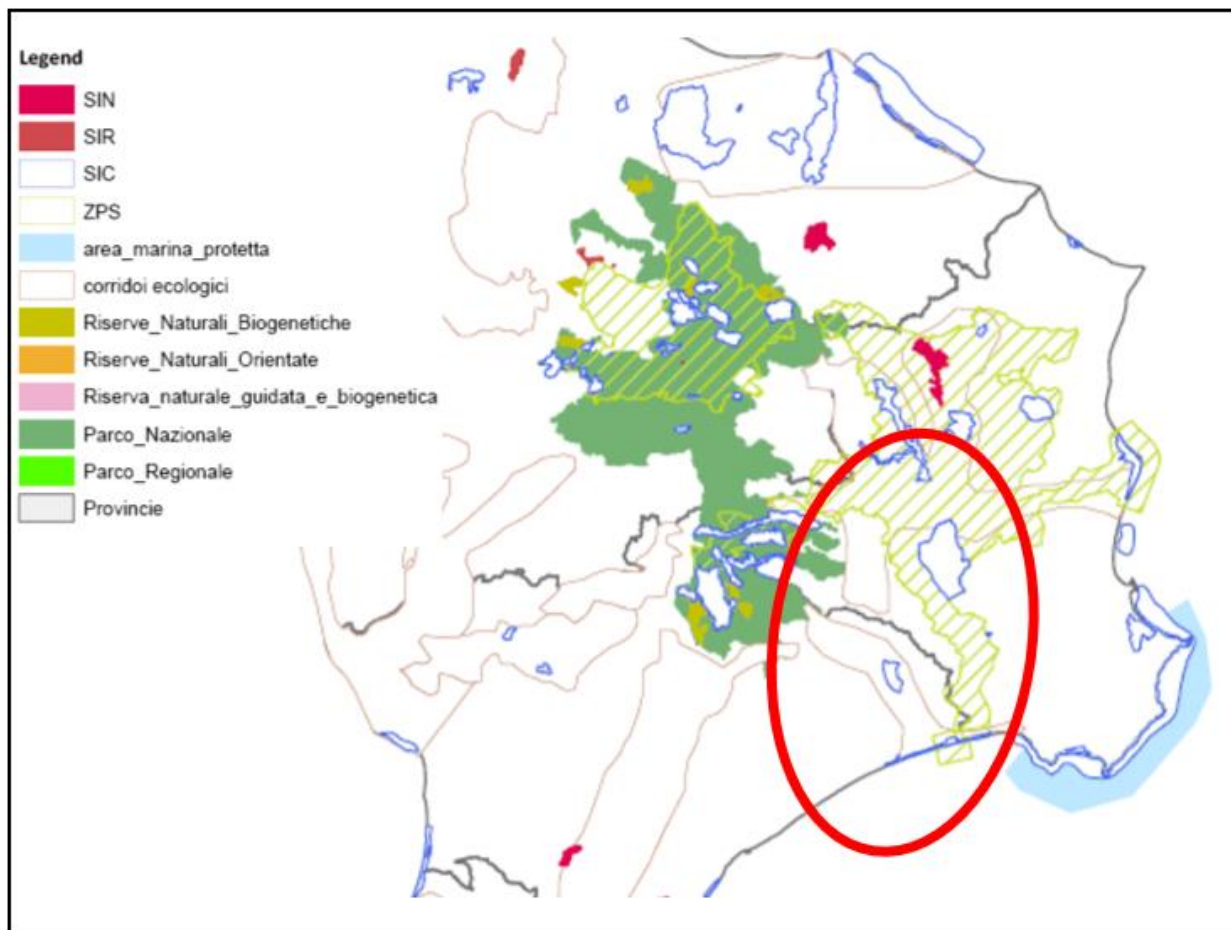 Legend
SIN
SIR
SIC
ZPS
area_marina_protetta
corridoi ecologici
Riserve_Naturali_Biogenetiche
Riserve_Naturali_Orientate
Riserva_naturale_guidata_e_biogenetica
Parco_Nazionale
Parco_Regionale
Provincie